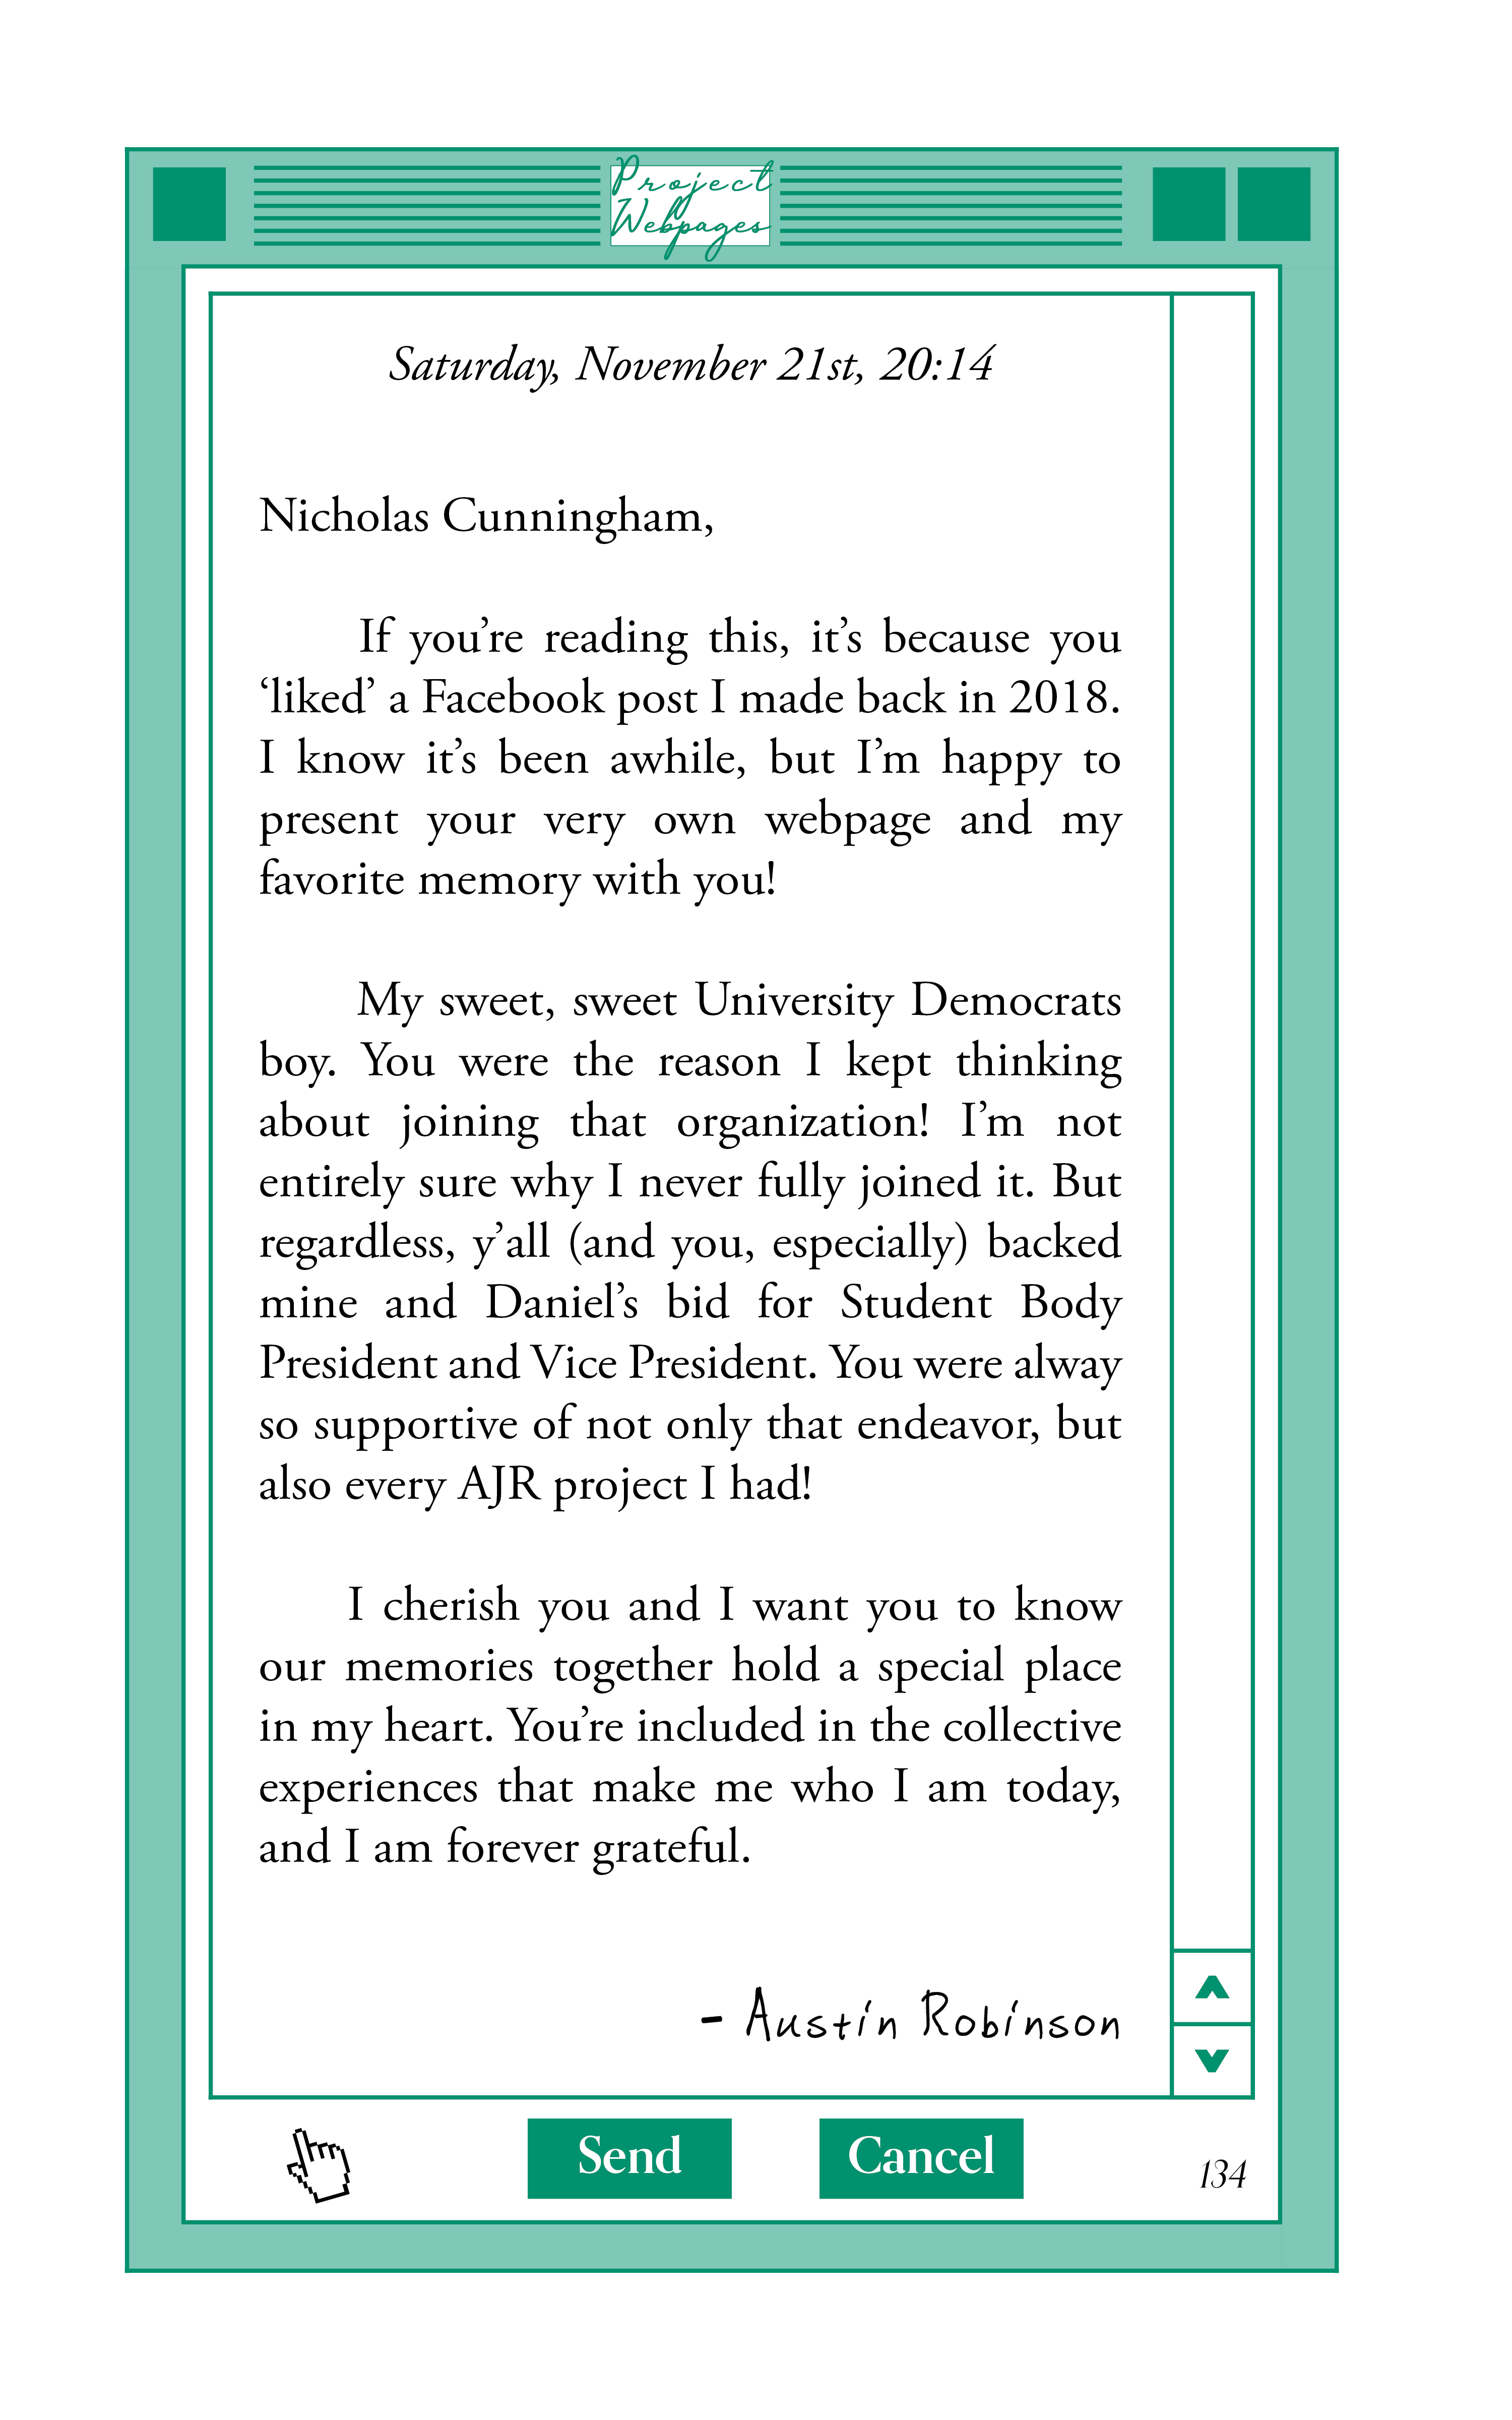 Project
Webpages
Saturday, November 21st, 20:14
Nicholas Cunningham,
If you’re reading this, it’s because you
‘liked’ a Facebook post I made back in 2018.
I know it’s been awhile, but I’m happy to
present your very own webpage and my
favorite memory with you!
My sweet, sweet University Democrats
boy. You were the reason I kept thinking
about joining that organization! I’m not
entirely sure why I never fully joined it. But
regardless, y’all (and you, especially) backed
mine and Daniel’s bid for Student Body
President and Vice President. You were alway
so supportive of not only that endeavor, but
also every AJR project I had!
I cherish you and I want you to know
our memories together hold a special place
in my heart. You’re included in the collective
experiences that make me who I am today,
and I am forever grateful.
- Austin Robinson
Send Cancel
134